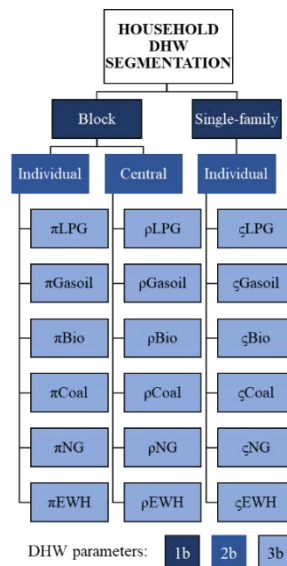 HOUSEHOLD
DHW
SEGMENTATION
Block
Single-family
Individual
Central
Individual
πLPG
ρLPG
ςLPG
πGasoil
ρGasoil
ςGasoil
πBio
ρBio
ςBio
πCoal
ρCoal
ςCoal
πNG
ρNG
ςNG
πEWH
ρEWH
ςEWH
DHW parameters:
1b
2b
3b